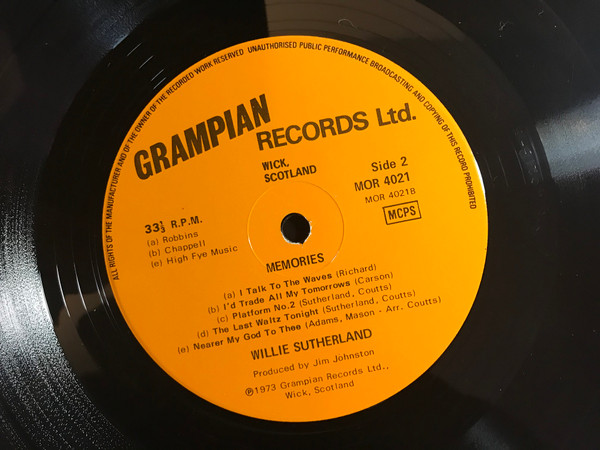 ALL RIGHTS OF THE MANUFACTURER AND OF THE OWNER OF THE RECORDED WORK RESERVED UNAUTHORISED PUBLIC PERFORMANCE BROADCASTING AND COPYING OF THIS RECORD PROHIBITED
GRAMPIAN RECORDS Ltd.
WICK,
SCOTLAND
Side 2
MOR 4021
MOR 4021B
MCPS
33⅓ R.P.M.
(a) Robbins
(b) Chappell
(e) High Fye Music
MEMORIES
(a) I Talk To The Waves (Richard)
(b) I'd Trade All My Tomorrows (Carson)
(c) Platform No.2 (Sutherland, Coutts)
(d) The Last Waltz Tonight (Sutherland, Coutts)
(e) Nearer My God To Thee (Adams, Mason - Arr. Coutts)
WILLIE SUTHERLAND
Produced by Jim Johnston
℗1973 Grampian Records Ltd.,
Wick, Scotland